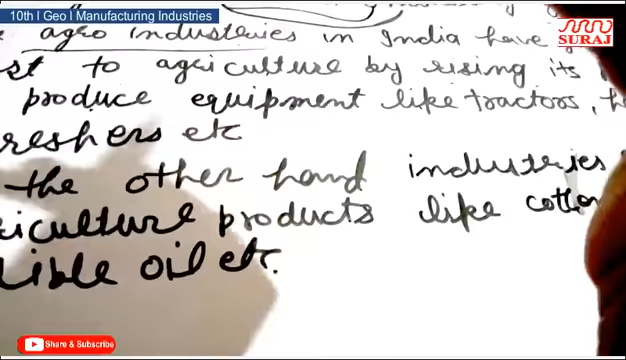 10th I Geo I Manufacturing Industries
SURAJ
agro industries in India have
st to agriculture by rising its
produce equipment like tractors,
reshers etc
the other hand industries
iculture products like cotton
ible oil etc.
Share & Subscribe